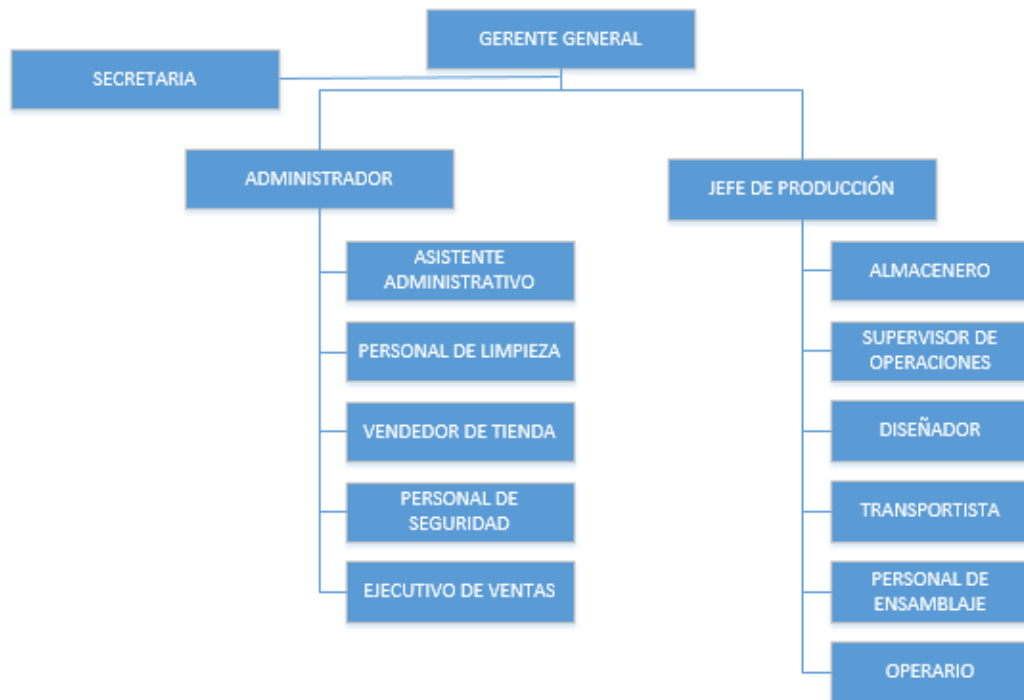 GERENTE GENERAL
SECRETARIA
ADMINISTRADOR
ASISTENTE
ADMINISTRATIVO
PERSONAL DE LIMPIEZA
VENDEDOR DE TIENDA
PERSONAL DE
SEGURIDAD
EJECUTIVO DE VENTAS
JEFE DE PRODUCCIÓN
ALMACENERO
SUPERVISOR DE
OPERACIONES
DISEÑADOR
TRANSPORTISTA
PERSONAL DE
ENSAMBLAJE
OPERARIO